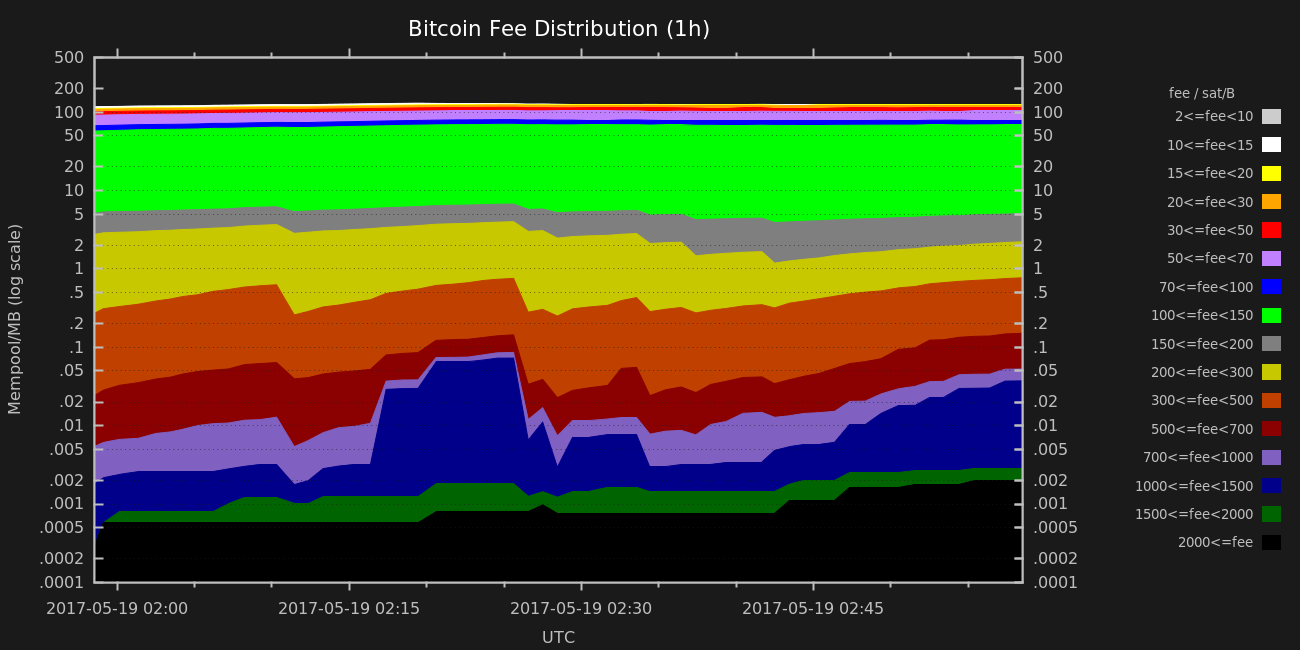 Bitcoin Fee Distribution (1h)
500 500
200 200
100 100
50 50
20 20
10 10
5 5
2 2
1 1
.5 .5
.2 .2
.1 .1
.05 .05
.02 .02
.01 .01
.005 .005
.002 .002
.001 .001
.0005 .0005
.0002 .0002
.0001 .0001
Mempool/MB (log scale)
2017-05-19 02:00 2017-05-19 02:15 2017-05-19 02:30 2017-05-19 02:45
UTC
fee / sat/B
2<=fee<10
10<=fee<15
15<=fee<20
20<=fee<30
30<=fee<50
50<=fee<70
70<=fee<100
100<=fee<150
150<=fee<200
200<=fee<300
300<=fee<500
500<=fee<700
700<=fee<1000
1000<=fee<1500
1500<=fee<2000
2000<=fee